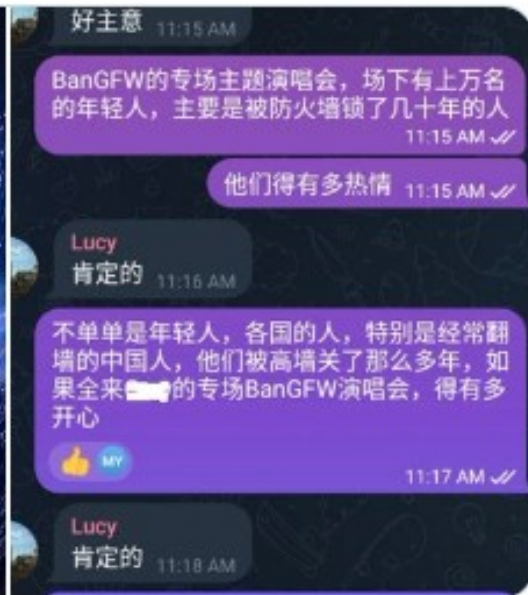 好主意 11:15 AM
BanGFW的专场主题演唱会，场下有上万名
的年轻人，主要是被防火墙锁了几十年的人
11:15 AM
他们得有多热情 11:15 AM
Lucy
肯定的 11:16 AM
不单单是年轻人，各国的人，特别是经常翻
墙的中国人，他们被高墙关了那么多年，如
果全来的专场BanGFW演唱会，得有多
开心
MY
11:17 AM
Lucy
肯定的 11:18 AM